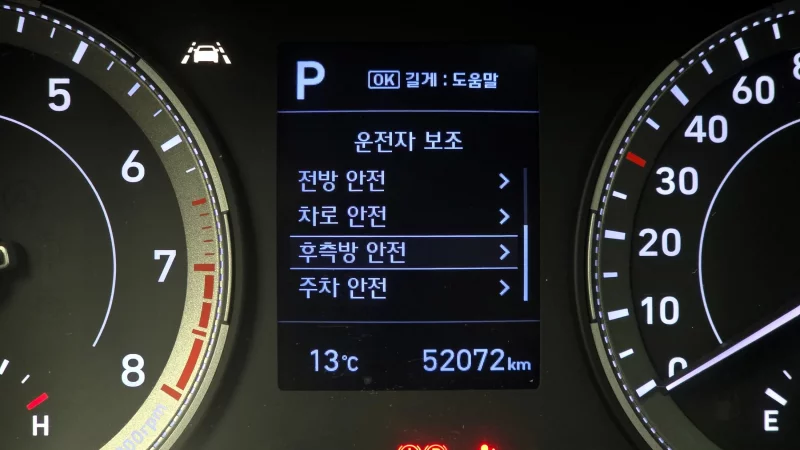 P
OK 길게 : 도움말
운전자 보조
전방 안전 >
차로 안전 >
후측방 안전 >
주차 안전 >
13℃ 52072km
5
6
7
8
H
60
40
30
20
10
0
E